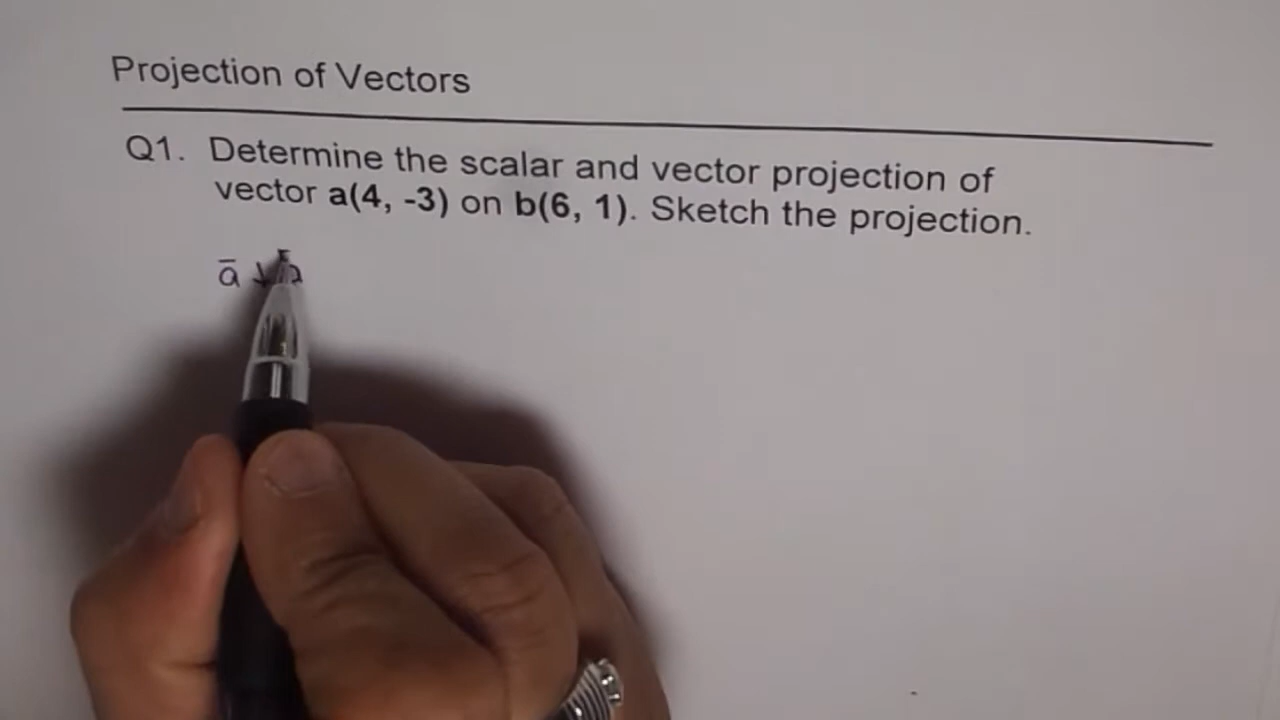 Projection of Vectors
Q1. Determine the scalar and vector projection of
vector a(4, -3) on b(6, 1). Sketch the projection.
a̅ ↓